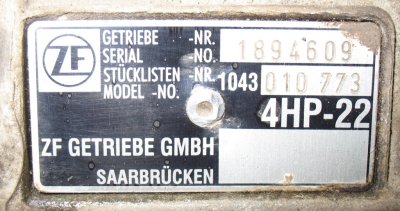 ZF
GETRIEBE -NR.
SERIAL NO. 1894609
STÜCKLISTEN -NR.
MODEL -NO. 1043 010 773
4HP-22
ZF GETRIEBE GMBH
SAARBRÜCKEN